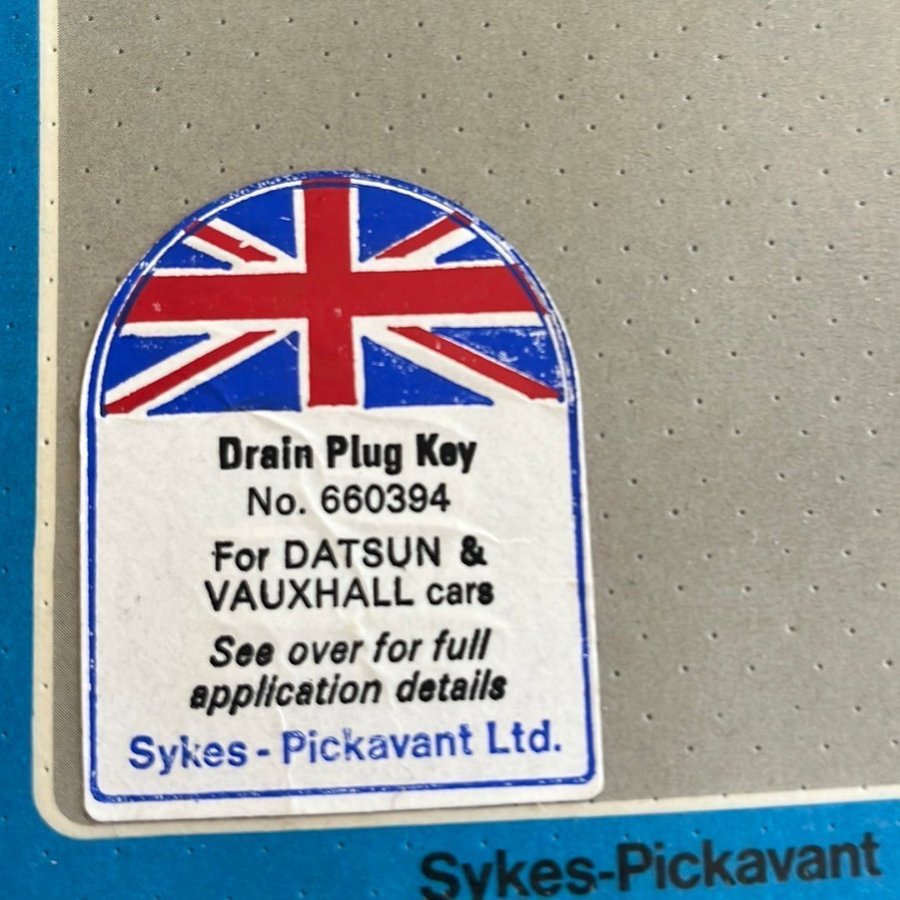 Drain Plug Key
No. 660394
For DATSUN &
VAUXHALL cars
See over for full
application details
Sykes-Pickavant Ltd.
Sykes-Pickavant